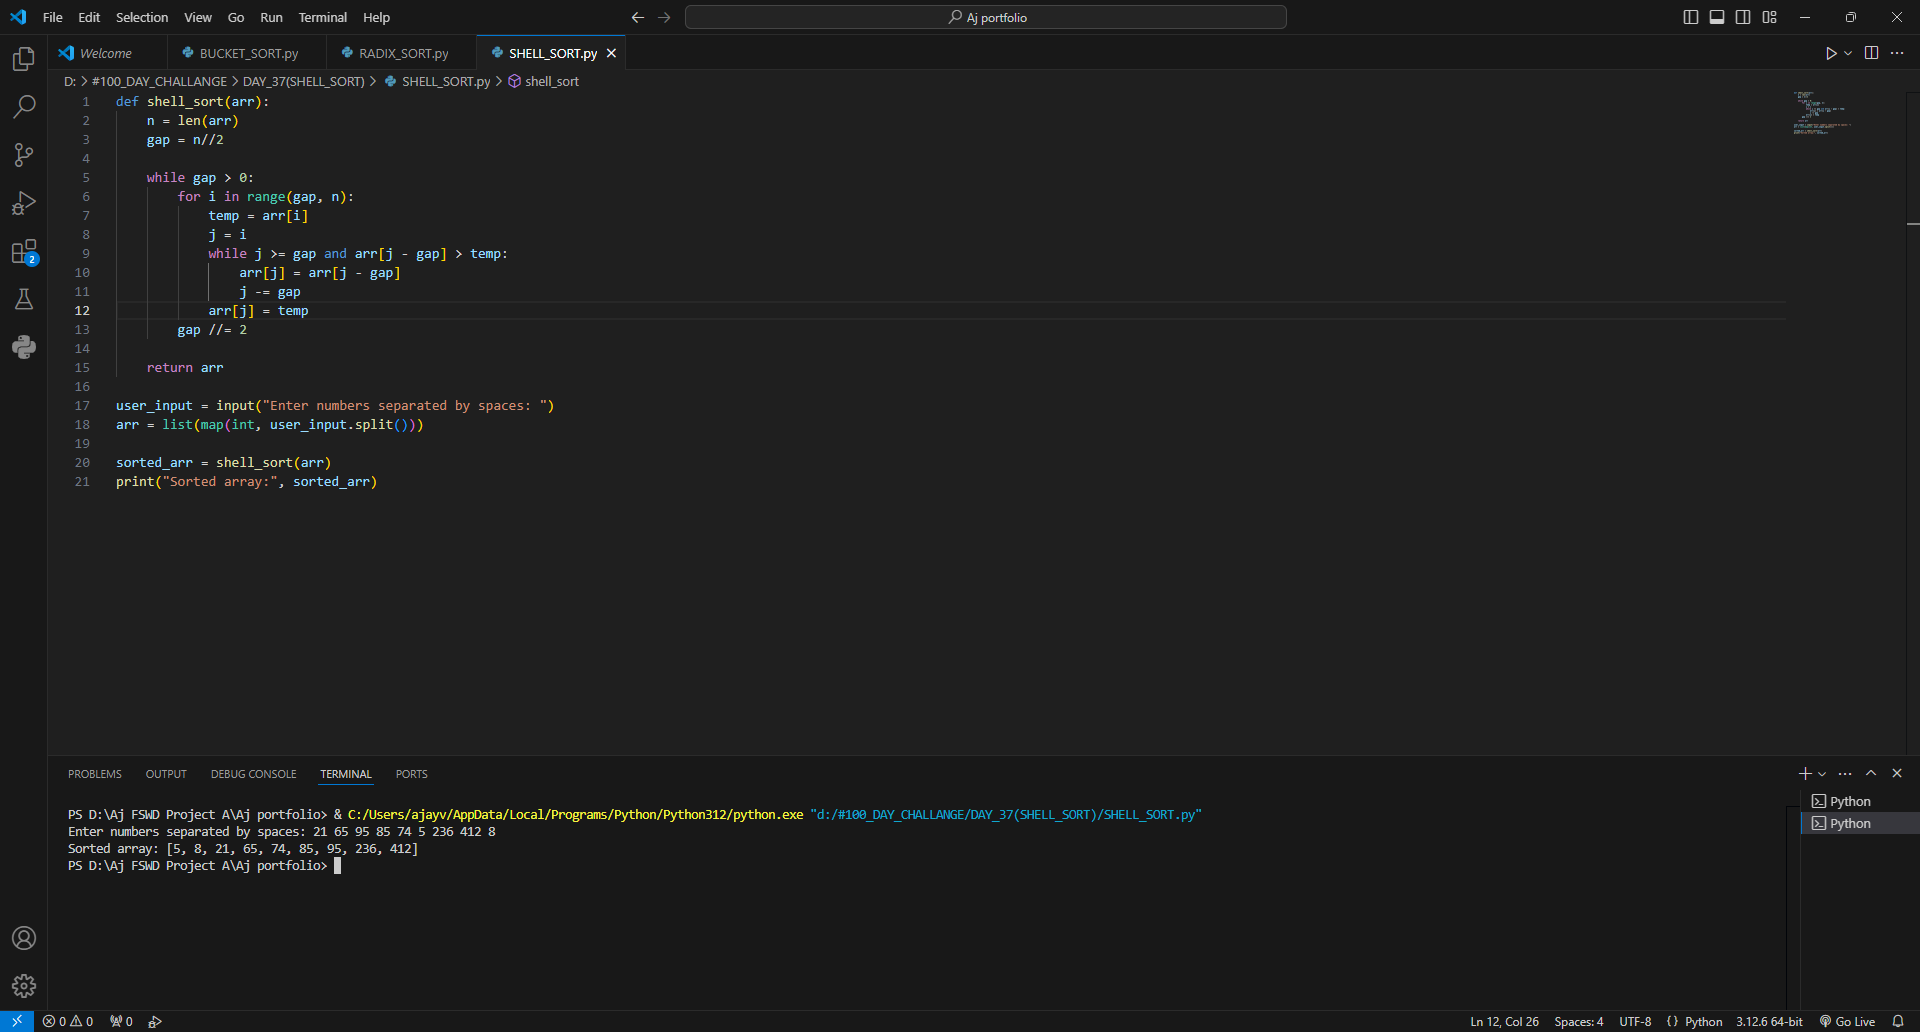 File Edit Selection View Go Run Terminal Help
Aj portfolio
Welcome BUCKET_SORT.py RADIX_SORT.py SHELL_SORT.py
D: > #100_DAY_CHALLANGE > DAY_37(SHELL_SORT) > SHELL_SORT.py > shell_sort
1 def shell_sort(arr):
2     n = len(arr)
3     gap = n//2
4
5     while gap > 0:
6         for i in range(gap, n):
7             temp = arr[i]
8             j = i
9             while j >= gap and arr[j - gap] > temp:
10                 arr[j] = arr[j - gap]
11                 j -= gap
12             arr[j] = temp
13         gap //= 2
14
15     return arr
16
17 user_input = input("Enter numbers separated by spaces: ")
18 arr = list(map(int, user_input.split()))
19
20 sorted_arr = shell_sort(arr)
21 print("Sorted array:", sorted_arr)
2
PROBLEMS OUTPUT DEBUG CONSOLE TERMINAL PORTS
PS D:\Aj FSWD Project A\Aj portfolio> & C:/Users/ajayv/AppData/Local/Programs/Python/Python312/python.exe "d:/#100_DAY_CHALLANGE/DAY_37(SHELL_SORT)/SHELL_SORT.py"
Enter numbers separated by spaces: 21 65 95 85 74 5 236 412 8
Sorted array: [5, 8, 21, 65, 74, 85, 95, 236, 412]
PS D:\Aj FSWD Project A\Aj portfolio>
Python
Python
0 0 0 Ln 12, Col 26 Spaces: 4 UTF-8 {} Python 3.12.6 64-bit Go Live